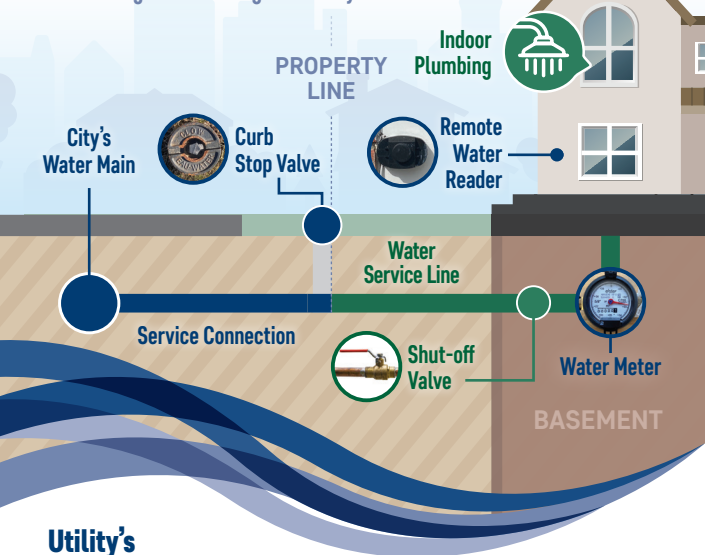 Indoor
Plumbing
PROPERTY
LINE
City's
Water Main
Curb
Stop Valve
Remote
Water
Reader
Water
Service Line
Service Connection
Shut-off
Valve
Water Meter
BASEMENT
Utility's